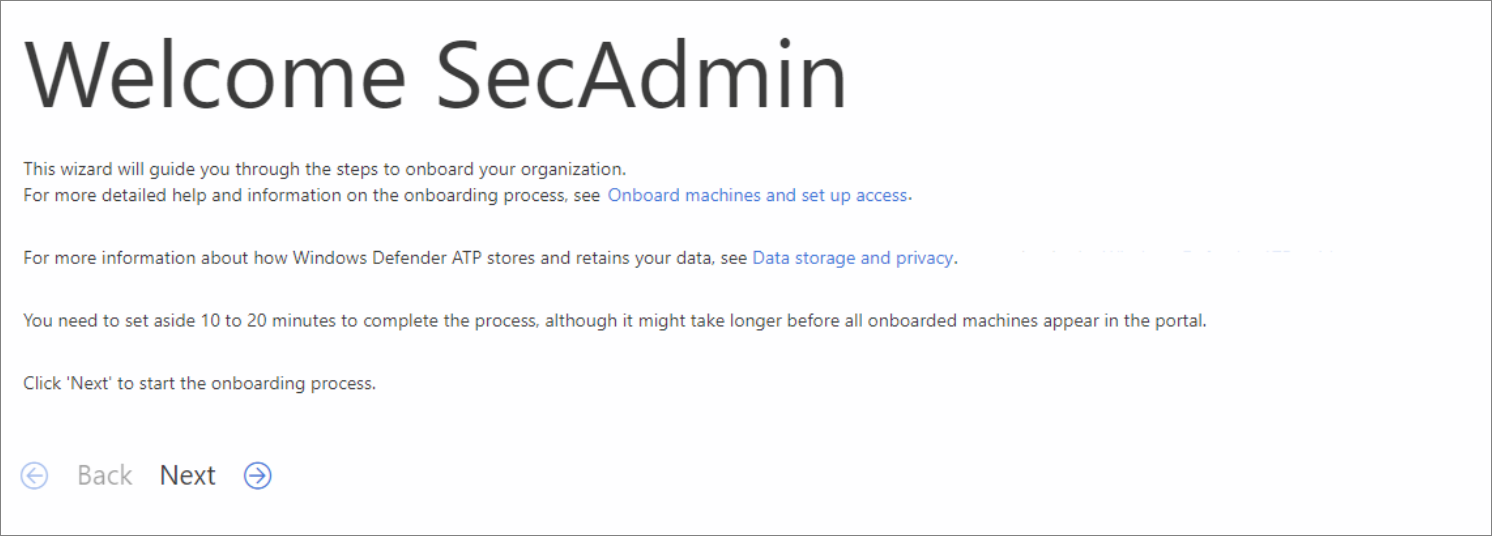 Welcome SecAdmin
This wizard will guide you through the steps to onboard your organization.
For more detailed help and information on the onboarding process, see Onboard machines and set up access.
For more information about how Windows Defender ATP stores and retains your data, see Data storage and privacy.
You need to set aside 10 to 20 minutes to complete the process, although it might take longer before all onboarded machines appear in the portal.
Click 'Next' to start the onboarding process.
Back Next